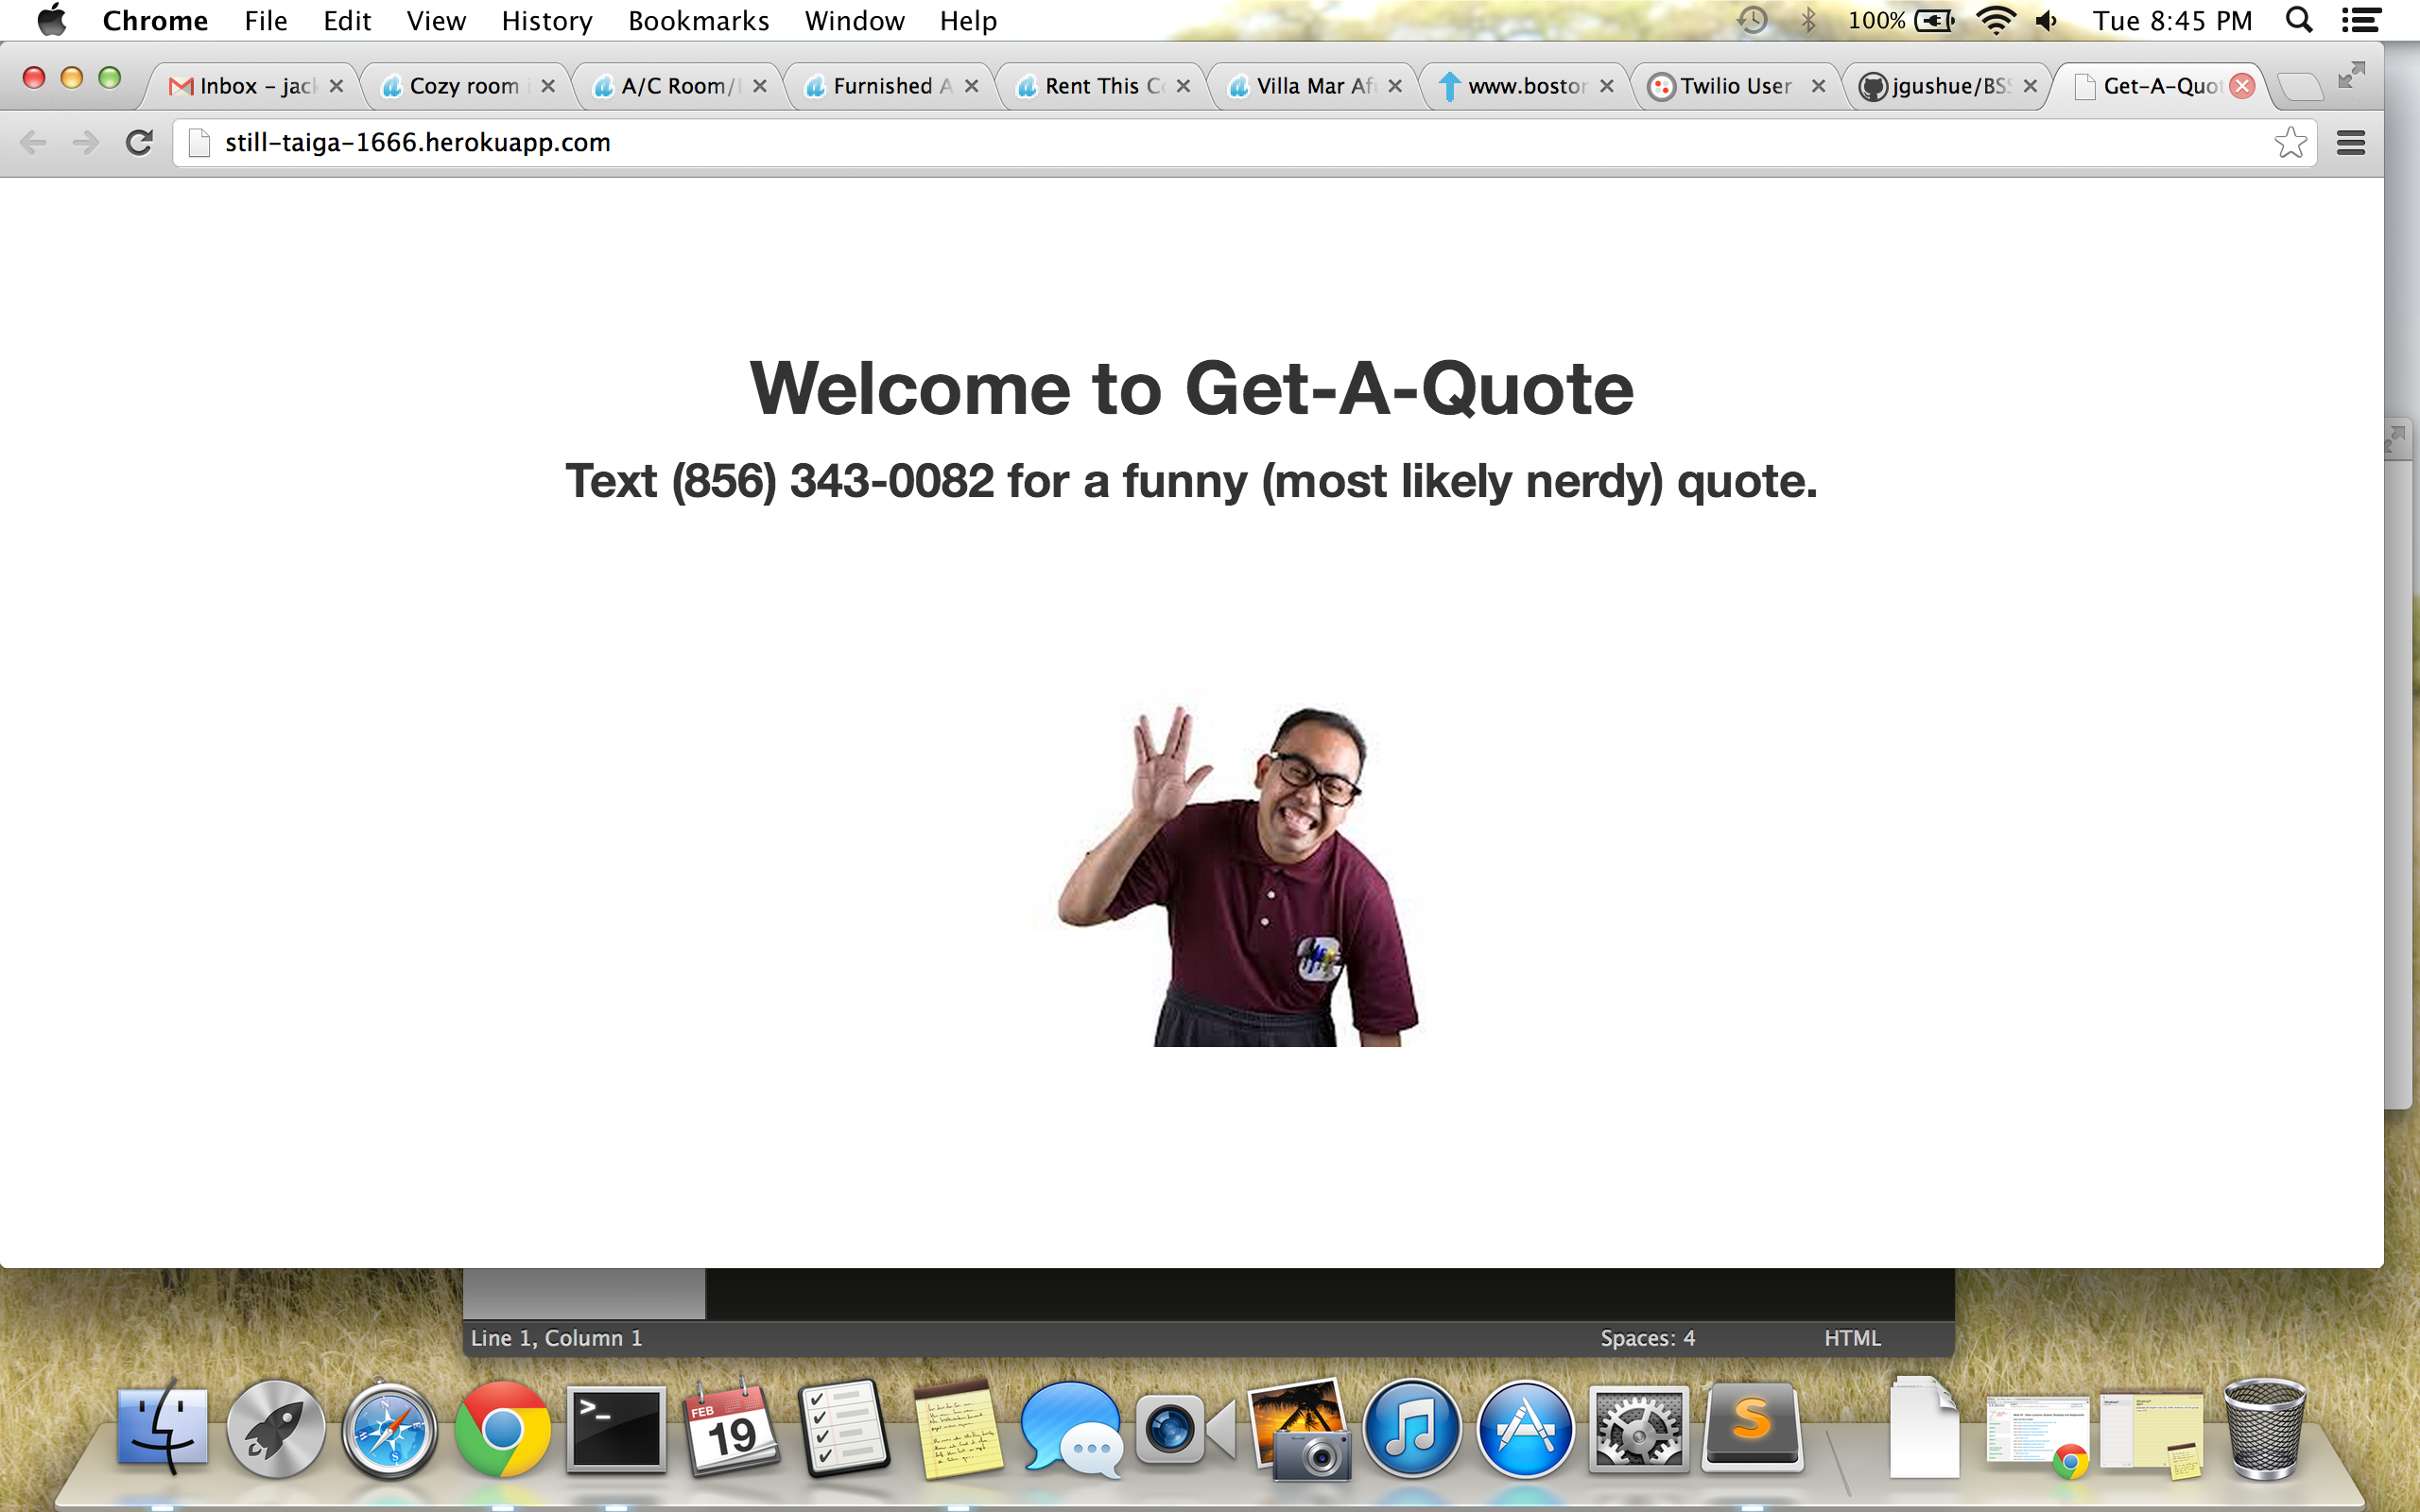 Chrome File Edit View History Bookmarks Window Help 100% Tue 8:45 PM
Inbox – jac Cozy room A/C Room/ Furnished A Rent This C Villa Mar Af www.boston Twilio User jgushue/BSS Get-A-Quot
still-taiga-1666.herokuapp.com
Welcome to Get-A-Quote
Text (856) 343-0082 for a funny (most likely nerdy) quote.
Line 1, Column 1 Spaces: 4 HTML
>_
FEB
19
S